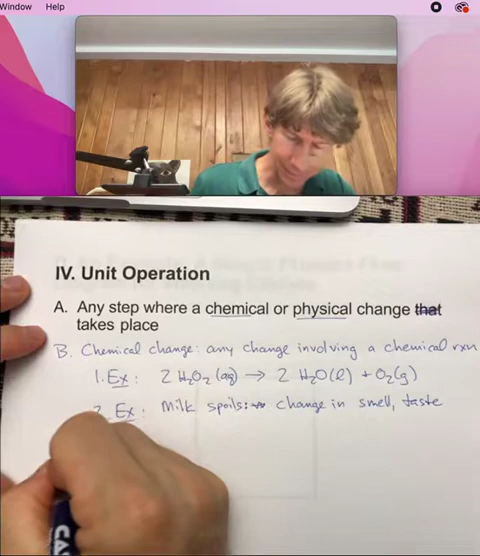 Window Help
IV. Unit Operation
A. Any step where a chemical or physical change that
takes place
B. Chemical change: any change involving a chemical rxn
1. Ex: 2 H₂O₂ (aq) → 2 H₂O(l) + O₂(g)
2. Ex: Milk spoils: change in smell, taste
CA